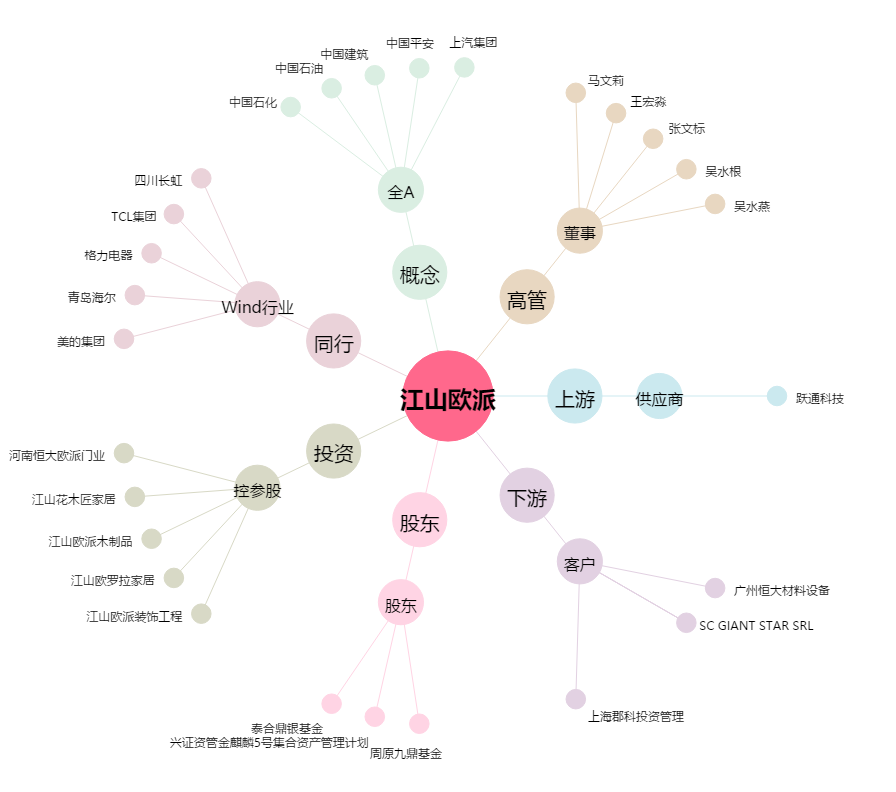 上汽集团
中国平安
中国建筑
中国石油
中国石化
全A
概念
马文莉
王宏淼
张文标
吴水根
吴水燕
董事
高管
四川长虹
TCL集团
格力电器
青岛海尔
美的集团
Wind行业
同行
江山欧派
上游
供应商
跃通科技
投资
控参股
河南恒大欧派门业
江山花木匠家居
江山欧派木制品
江山欧罗拉家居
江山欧派装饰工程
股东
股东
泰合鼎银基金
兴证资管金麒麟5号集合资产管理计划
周原九鼎基金
下游
客户
广州恒大材料设备
SC GIANT STAR SRL
上海郡科投资管理